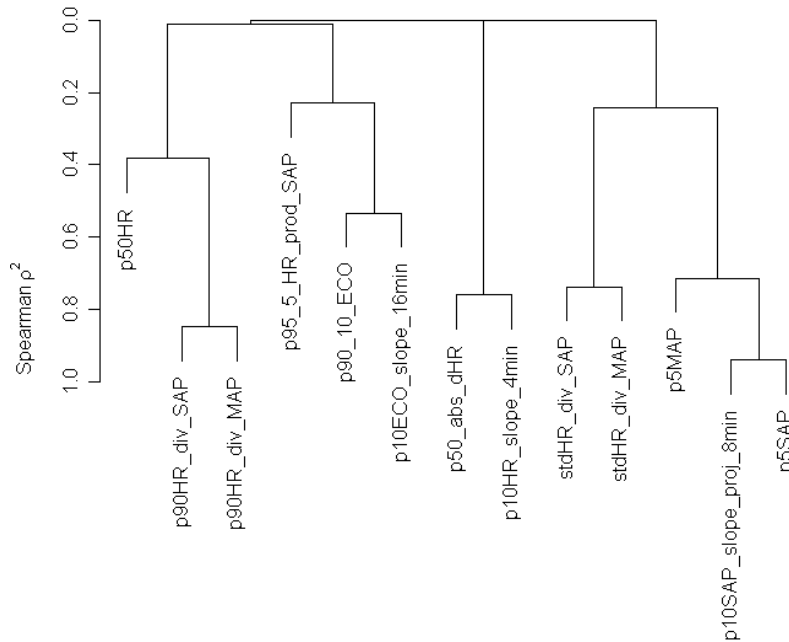 Spearman ρ²
0.0
0.2
0.4
0.6
0.8
1.0
p50HR
p90HR_div_SAP
p90HR_div_MAP
p95_5_HR_prod_SAP
p90_10_ECO
p10ECO_slope_16min
p50_abs_dHR
p10HR_slope_4min
stdHR_div_SAP
stdHR_div_MAP
p5MAP
p10SAP_slope_proj_8min
p5SAP